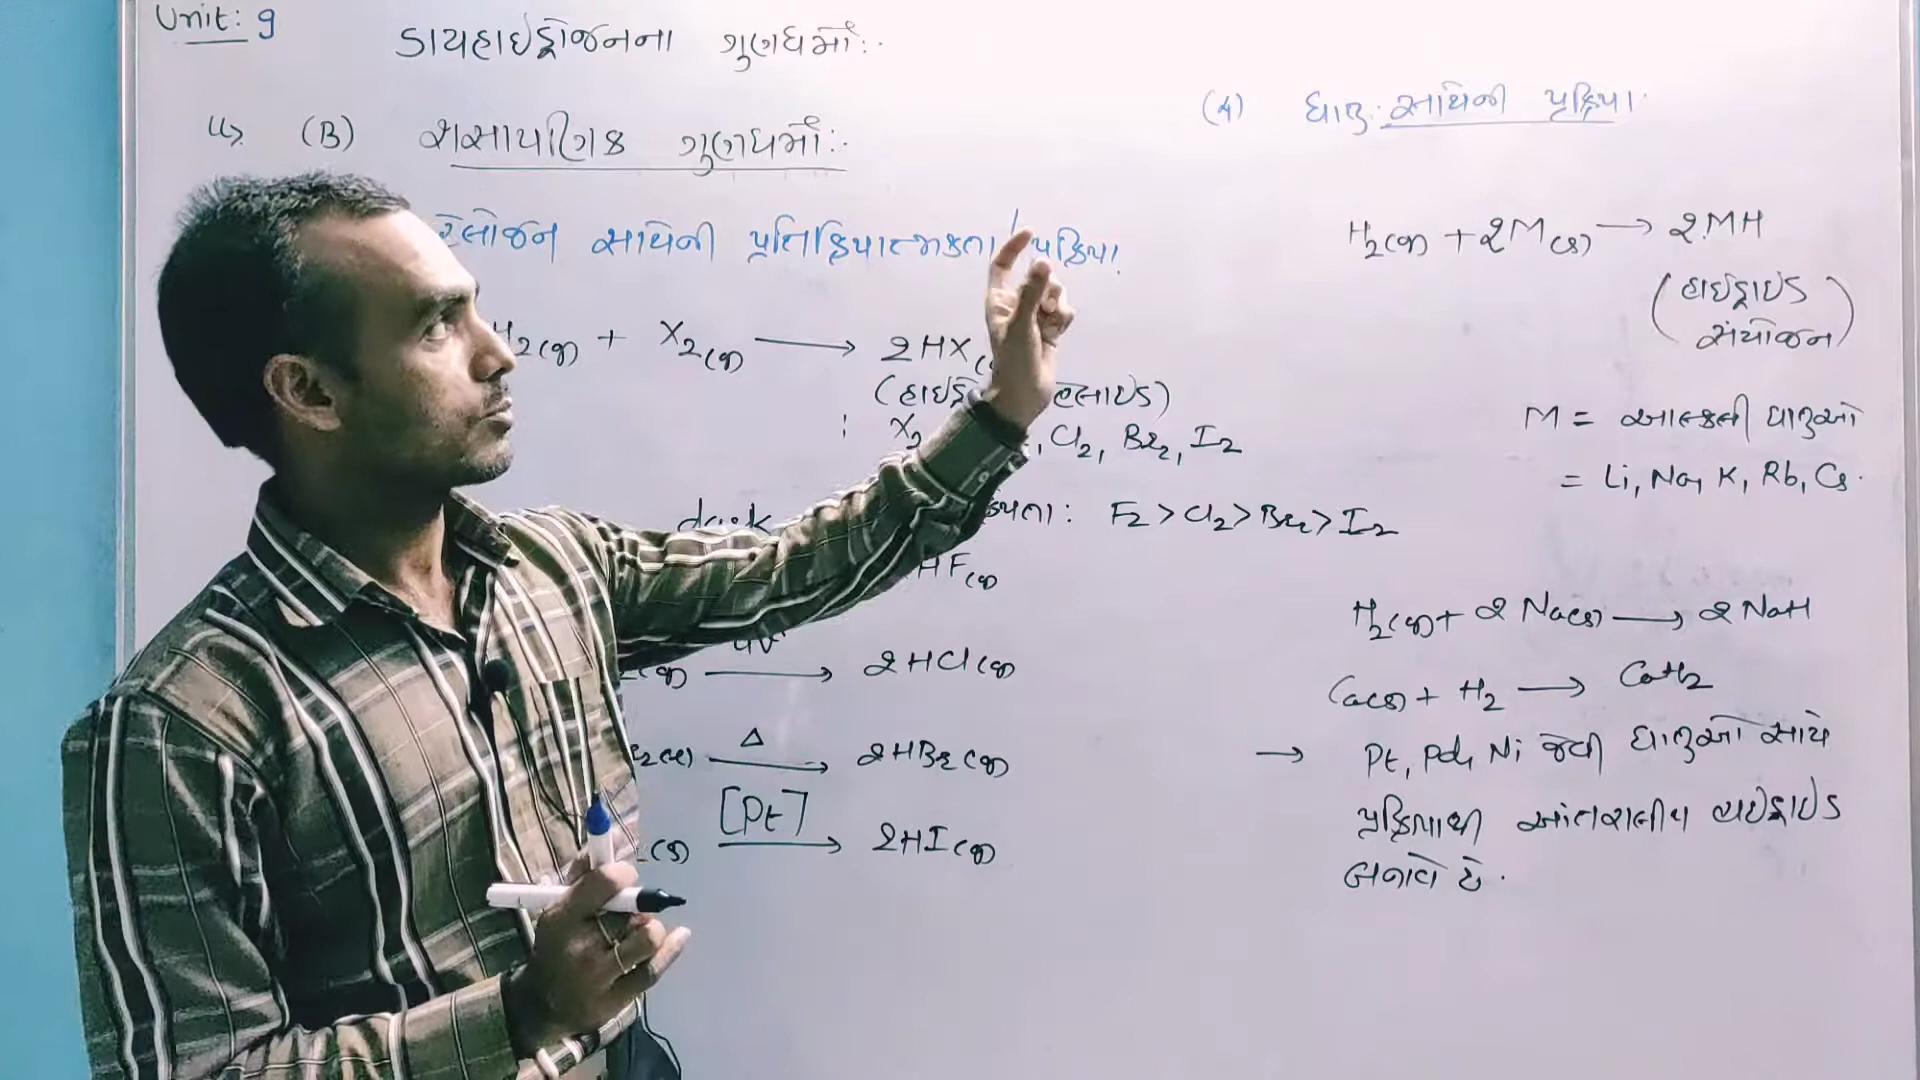 Unit: 9
ડાયહાઇડ્રોજનના ગુણધર્મો:-
(B) રાસાયણિક ગુણધર્મો:-
હેલોજન સાથેની પ્રતિક્રિયાત્મકતા / પ્રક્રિયા
H₂(g) + X₂(g) ⟶ 2HX
: X₂ , Cl₂, Br₂, I₂
dark : F₂ > Cl₂ > Br₂ > I₂
HF(g)
UV
(g) ⟶ 2HCl(g)
Δ
⟶ 2HBr(g)
[Pt]
(s) ⟶ 2HI(g)
(4) ધાતુ સાથેની પ્રક્રિયા
H₂(g) + 2M(s) ⟶ 2MH
(હાઇડ્રાઇડ
સંયોજન)
M = આલ્કલી ધાતુઓ
= Li, Na, K, Rb, Cs.
H₂(g) + 2Na(s) ⟶ 2NaH
Ca(s) + H₂ ⟶ CaH₂
→ Pt, Pd, Ni જેવી ધાતુઓ સાથે
પ્રક્રિયાથી આંતરાલીય હાઇડ્રાઇડ
બનાવે છે.